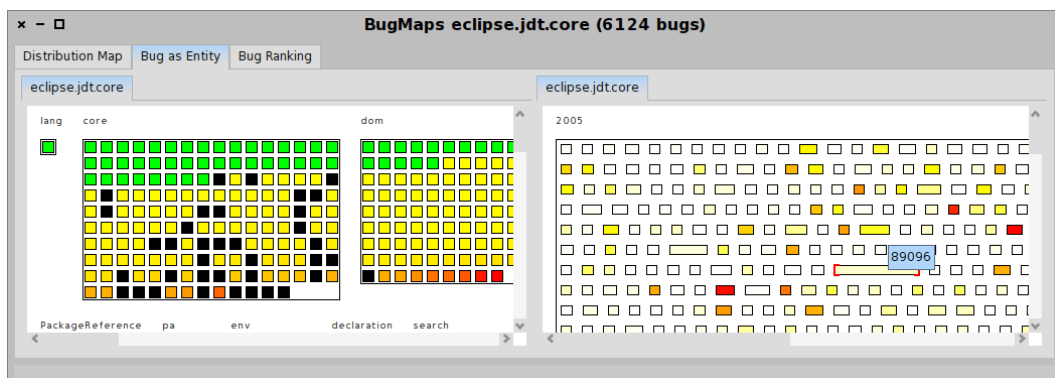 BugMaps eclipse.jdt.core (6124 bugs)
Distribution Map Bug as Entity Bug Ranking
eclipse.jdt.core
lang core dom
PackageReference pa env declaration search
eclipse.jdt.core
2005
89096